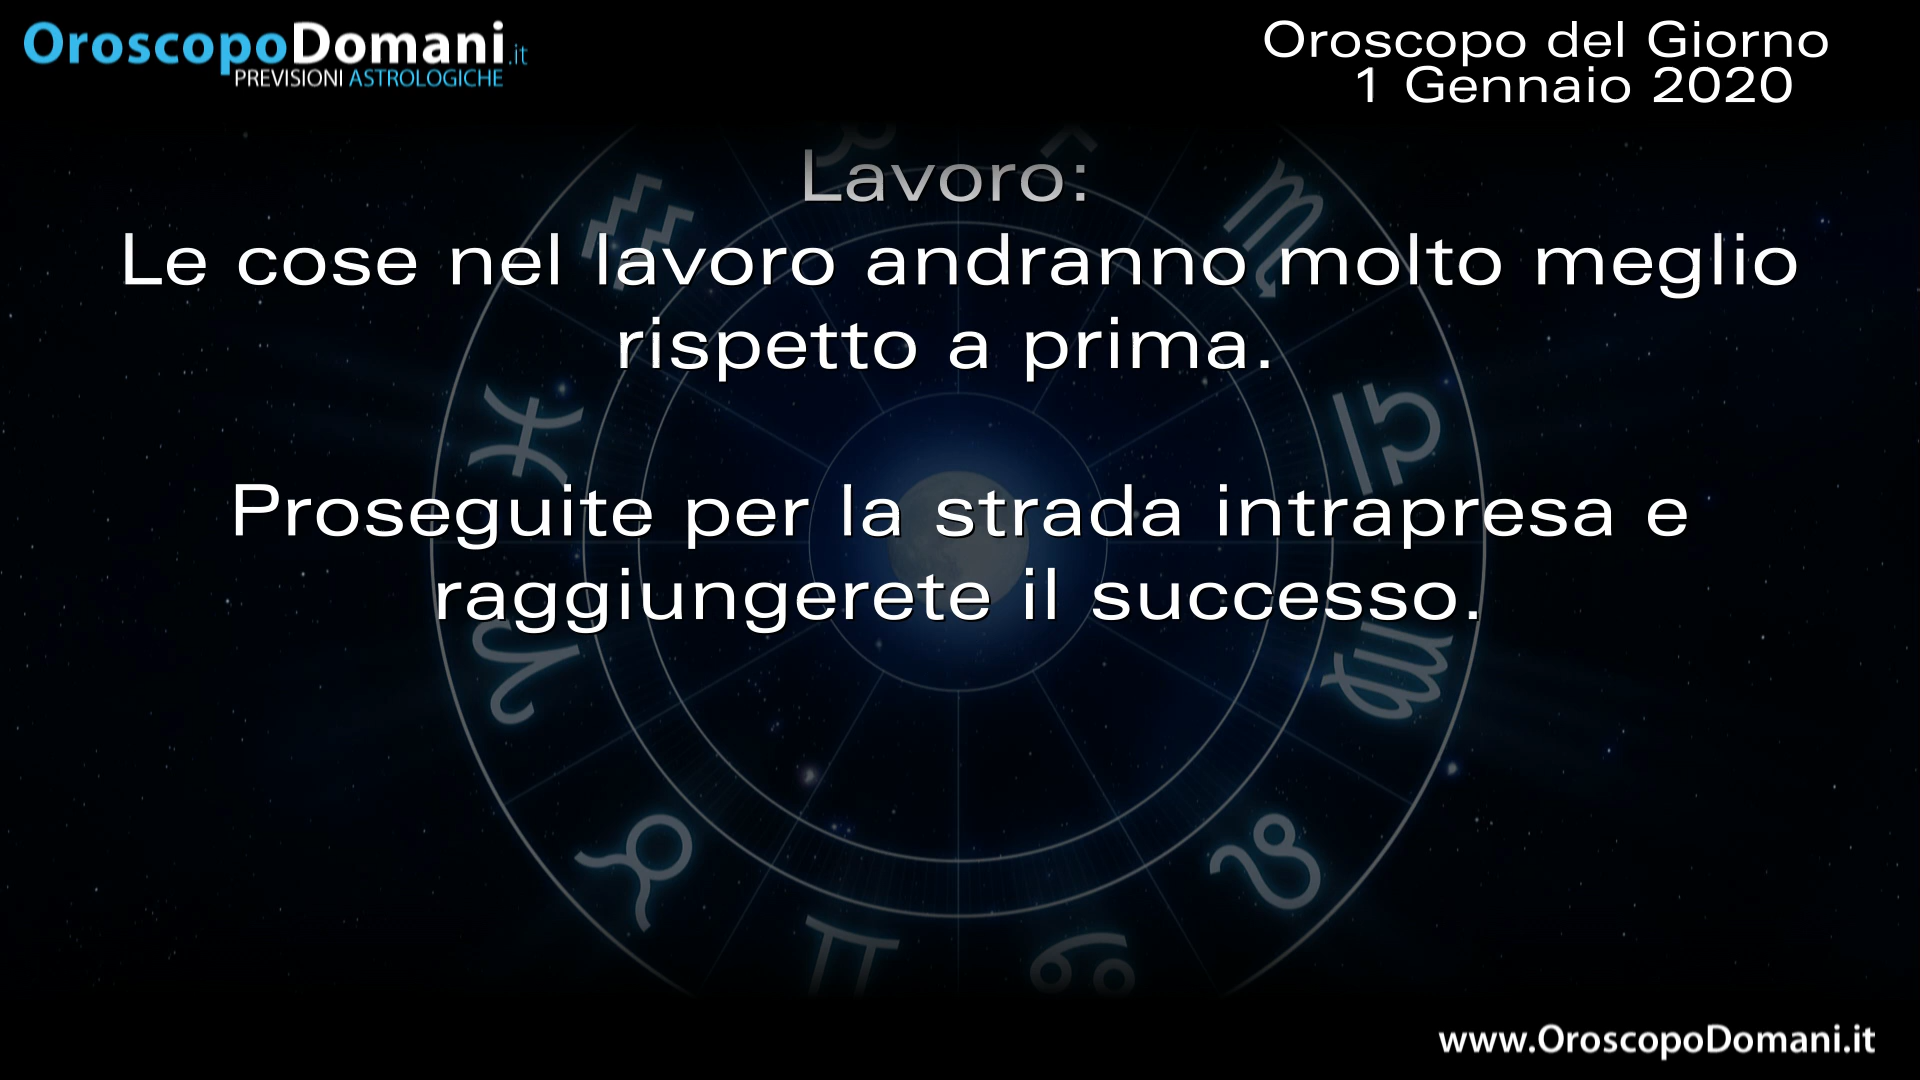 OroscopoDomani.it
PREVISIONI ASTROLOGICHE
Oroscopo del Giorno
1 Gennaio 2020
Lavoro:
Le cose nel lavoro andranno molto meglio
rispetto a prima.
Proseguite per la strada intrapresa e
raggiungerete il successo.
www.OroscopoDomani.it